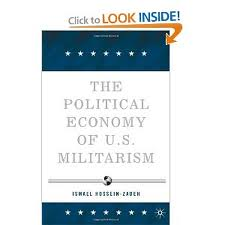 Click to LOOK INSIDE!
THE
POLITICAL
ECONOMY
OF U.S.
MILITARISM
ISMAEL HOSSEIN-ZADEH